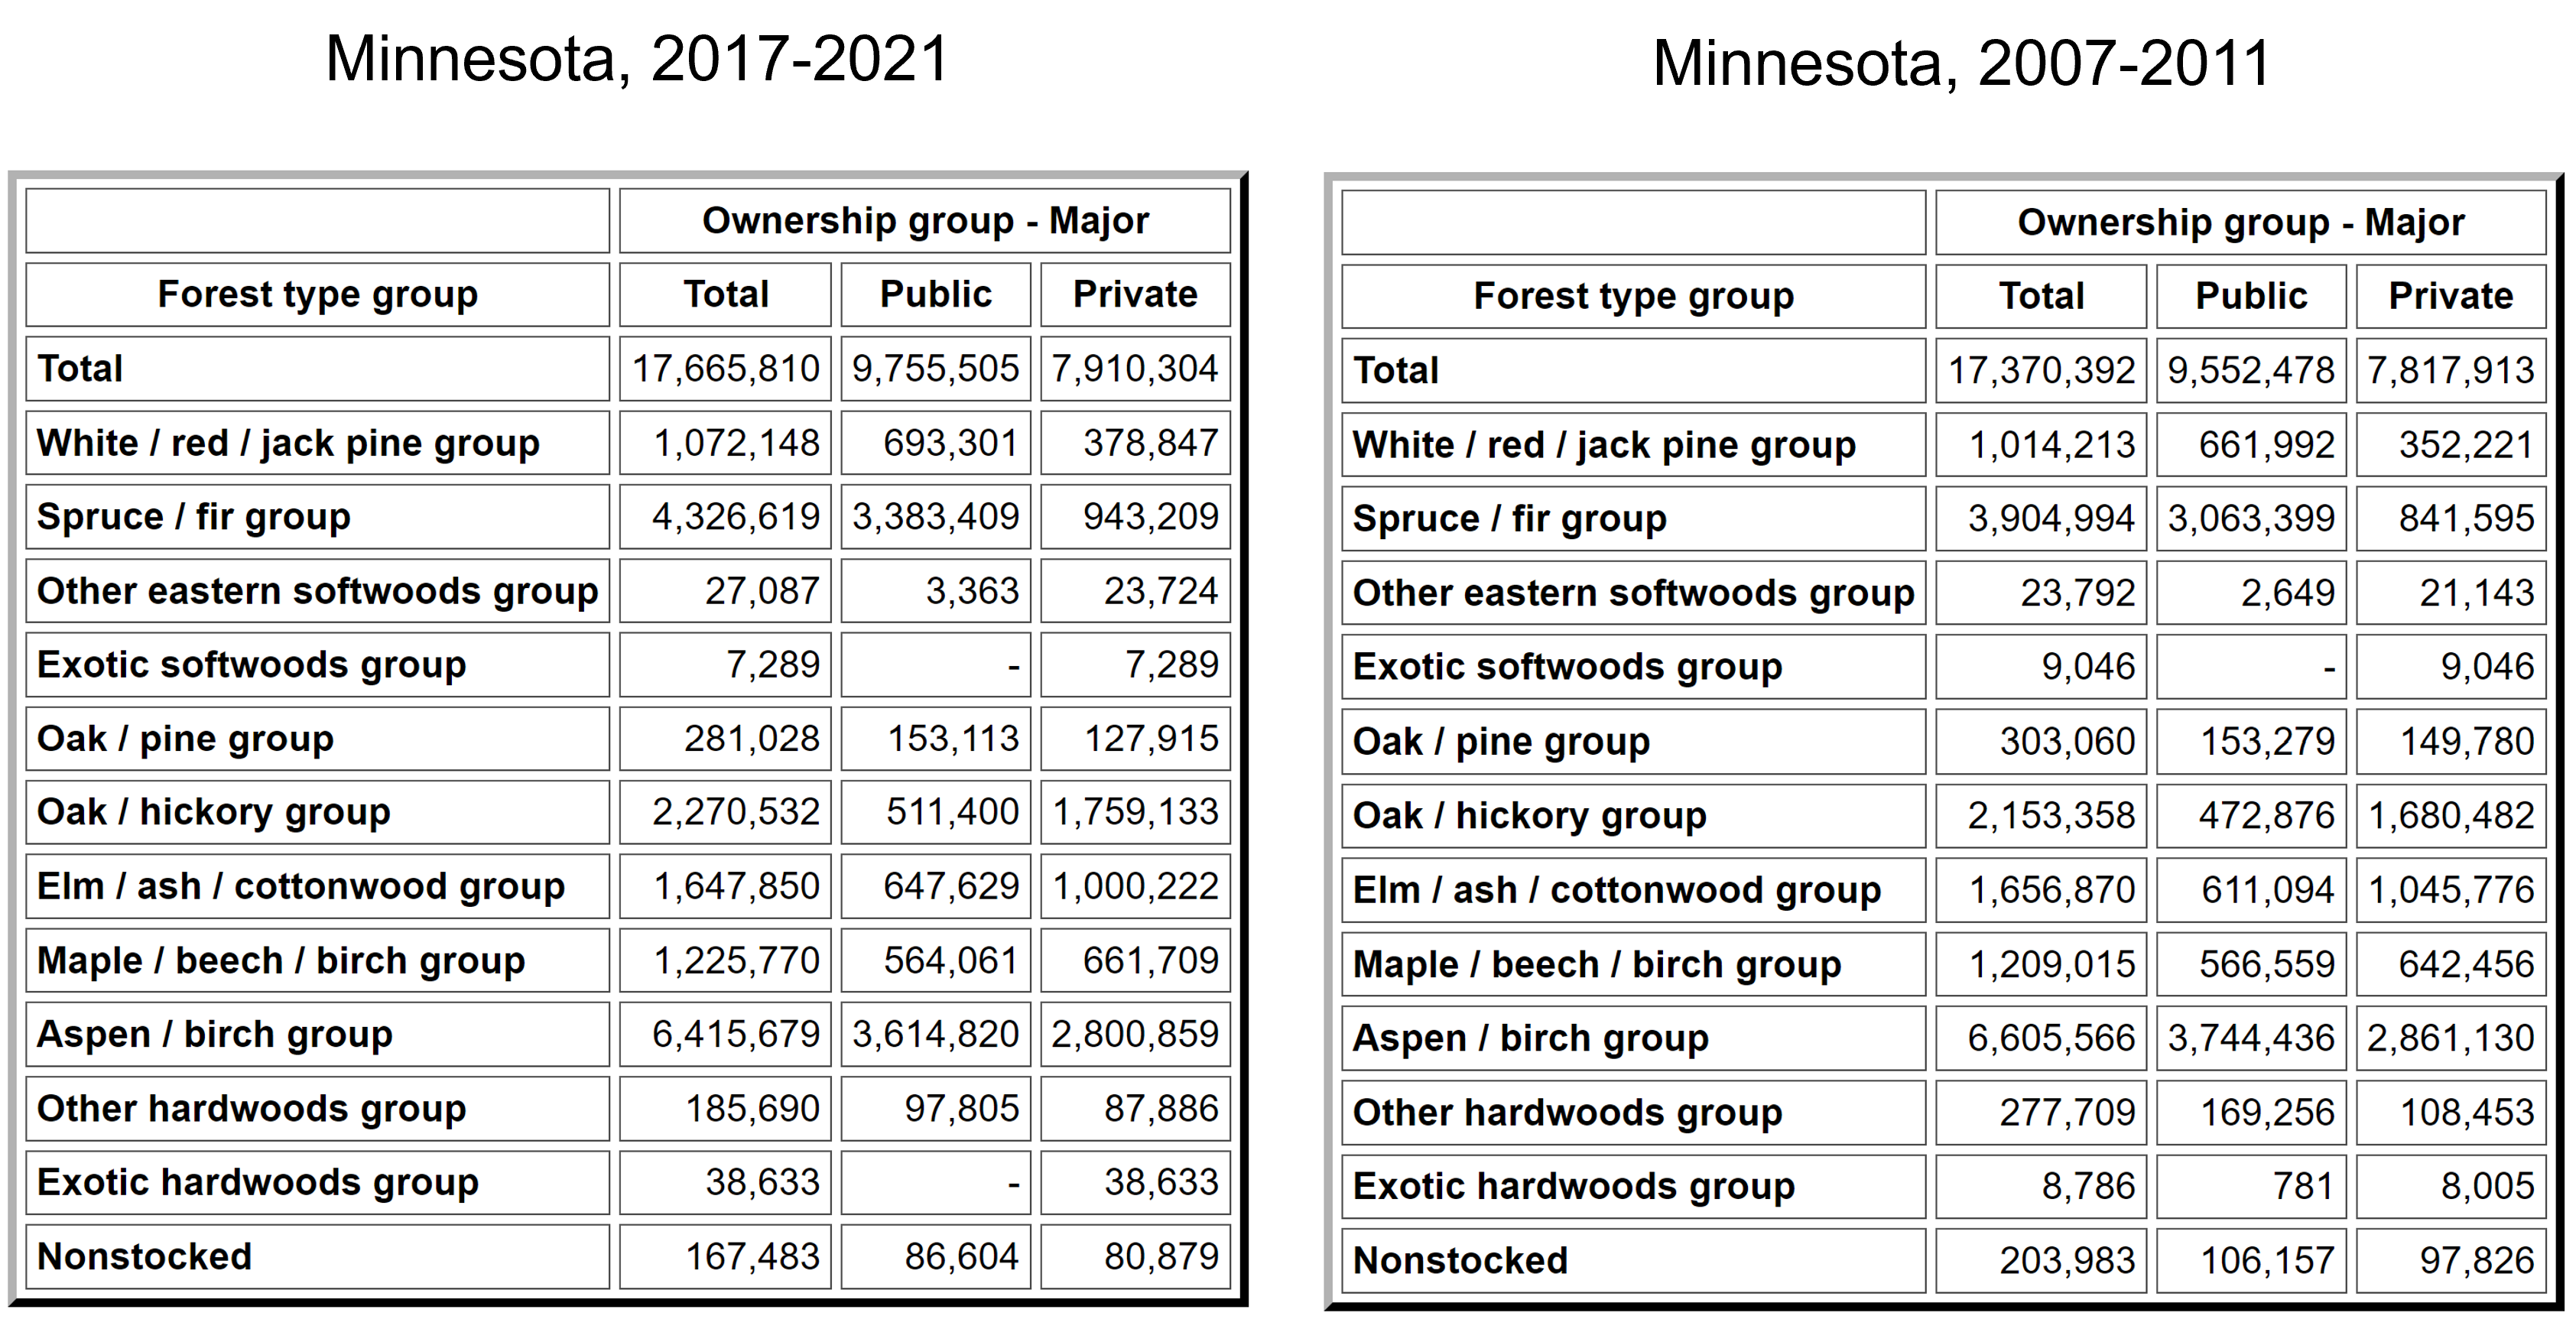 Minnesota, 2017-2021
Ownership group - Major
Forest type group Total Public Private
Total 17,665,810 9,755,505 7,910,304
White / red / jack pine group 1,072,148 693,301 378,847
Spruce / fir group 4,326,619 3,383,409 943,209
Other eastern softwoods group 27,087 3,363 23,724
Exotic softwoods group 7,289 - 7,289
Oak / pine group 281,028 153,113 127,915
Oak / hickory group 2,270,532 511,400 1,759,133
Elm / ash / cottonwood group 1,647,850 647,629 1,000,222
Maple / beech / birch group 1,225,770 564,061 661,709
Aspen / birch group 6,415,679 3,614,820 2,800,859
Other hardwoods group 185,690 97,805 87,886
Exotic hardwoods group 38,633 - 38,633
Nonstocked 167,483 86,604 80,879
Minnesota, 2007-2011
Ownership group - Major
Forest type group Total Public Private
Total 17,370,392 9,552,478 7,817,913
White / red / jack pine group 1,014,213 661,992 352,221
Spruce / fir group 3,904,994 3,063,399 841,595
Other eastern softwoods group 23,792 2,649 21,143
Exotic softwoods group 9,046 - 9,046
Oak / pine group 303,060 153,279 149,780
Oak / hickory group 2,153,358 472,876 1,680,482
Elm / ash / cottonwood group 1,656,870 611,094 1,045,776
Maple / beech / birch group 1,209,015 566,559 642,456
Aspen / birch group 6,605,566 3,744,436 2,861,130
Other hardwoods group 277,709 169,256 108,453
Exotic hardwoods group 8,786 781 8,005
Nonstocked 203,983 106,157 97,826